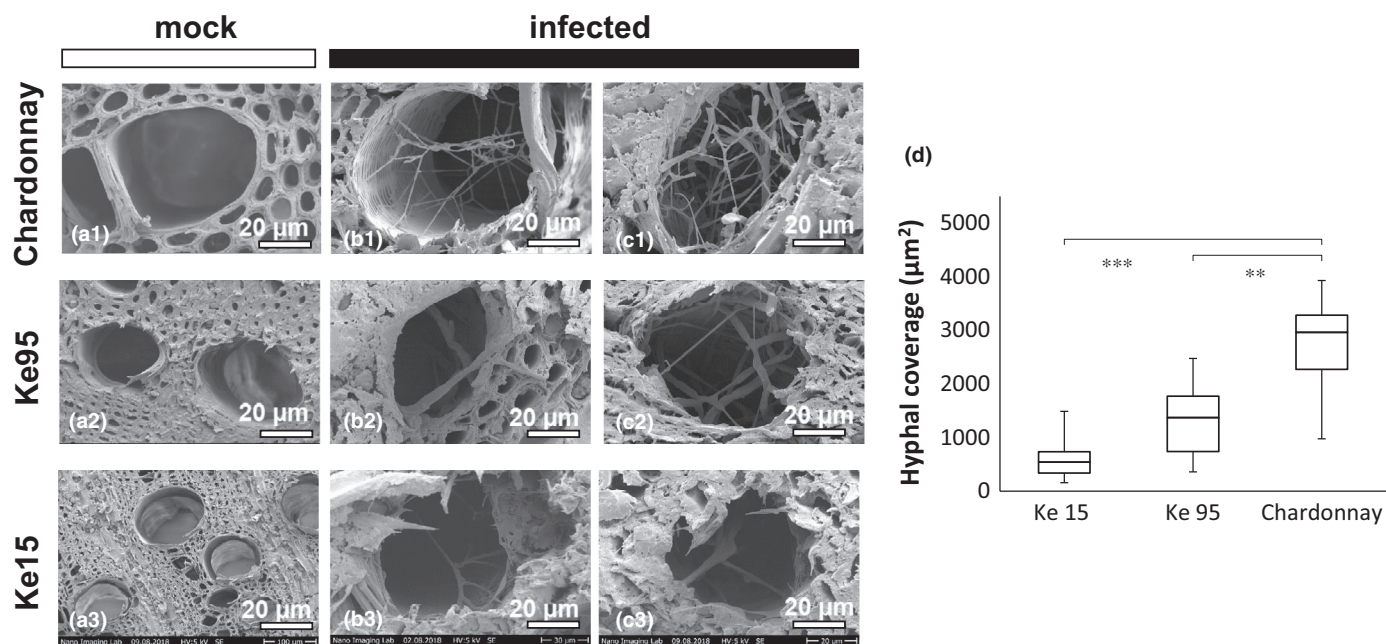 mock infected
Chardonnay
(a1) 20 µm
(b1) 20 µm
(c1) 20 µm
Ke95
(a2) 20 µm
(b2) 20 µm
(c2) 20 µm
Ke15
(a3) 20 µm
Nano Imaging Lab 09.08.2018 HV:5 kV SE 100 µm
(b3) 20 µm
Nano Imaging Lab 02.08.2018 HV:5 kV SE 30 µm
(c3) 20 µm
Nano Imaging Lab 09.08.2018 HV:5 kV SE 20 µm
(d)
Hyphal coverage (µm²)
5000
4000
3000
2000
1000
0
***
**
Ke 15 Ke 95 Chardonnay